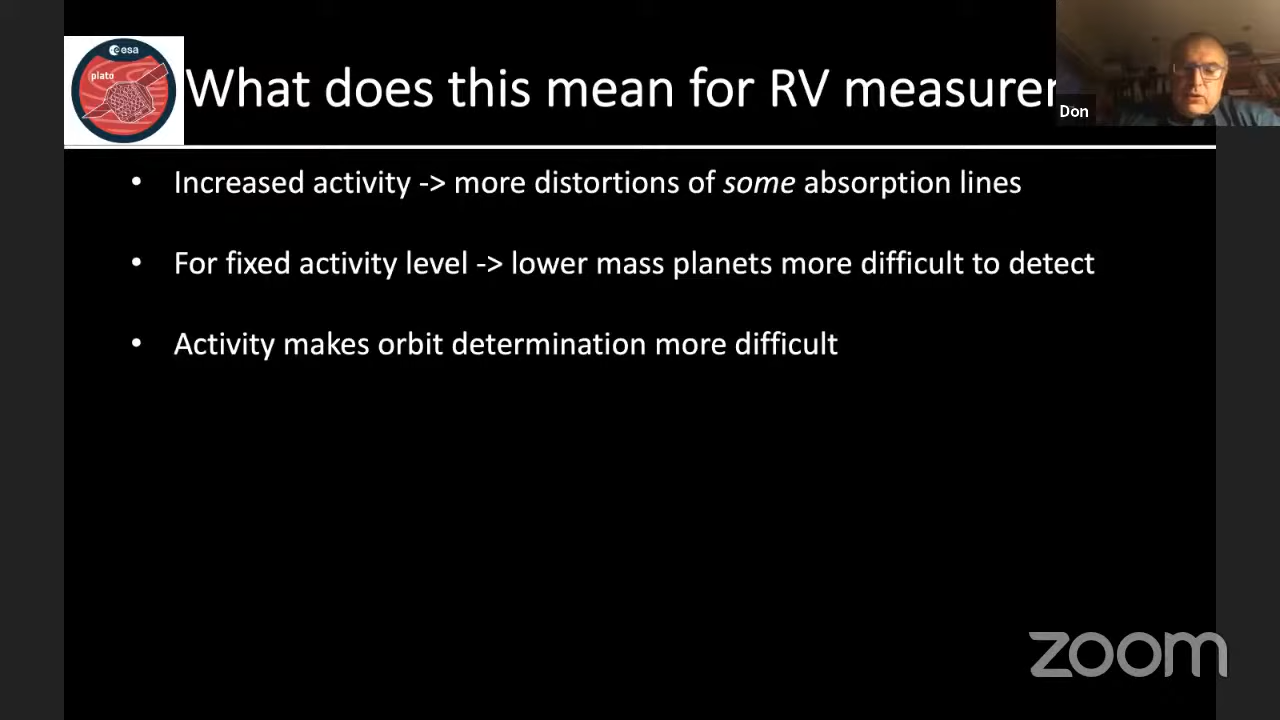 esa
plato
What does this mean for RV measurem
Don
• Increased activity -> more distortions of some absorption lines
• For fixed activity level -> lower mass planets more difficult to detect
• Activity makes orbit determination more difficult
zoom